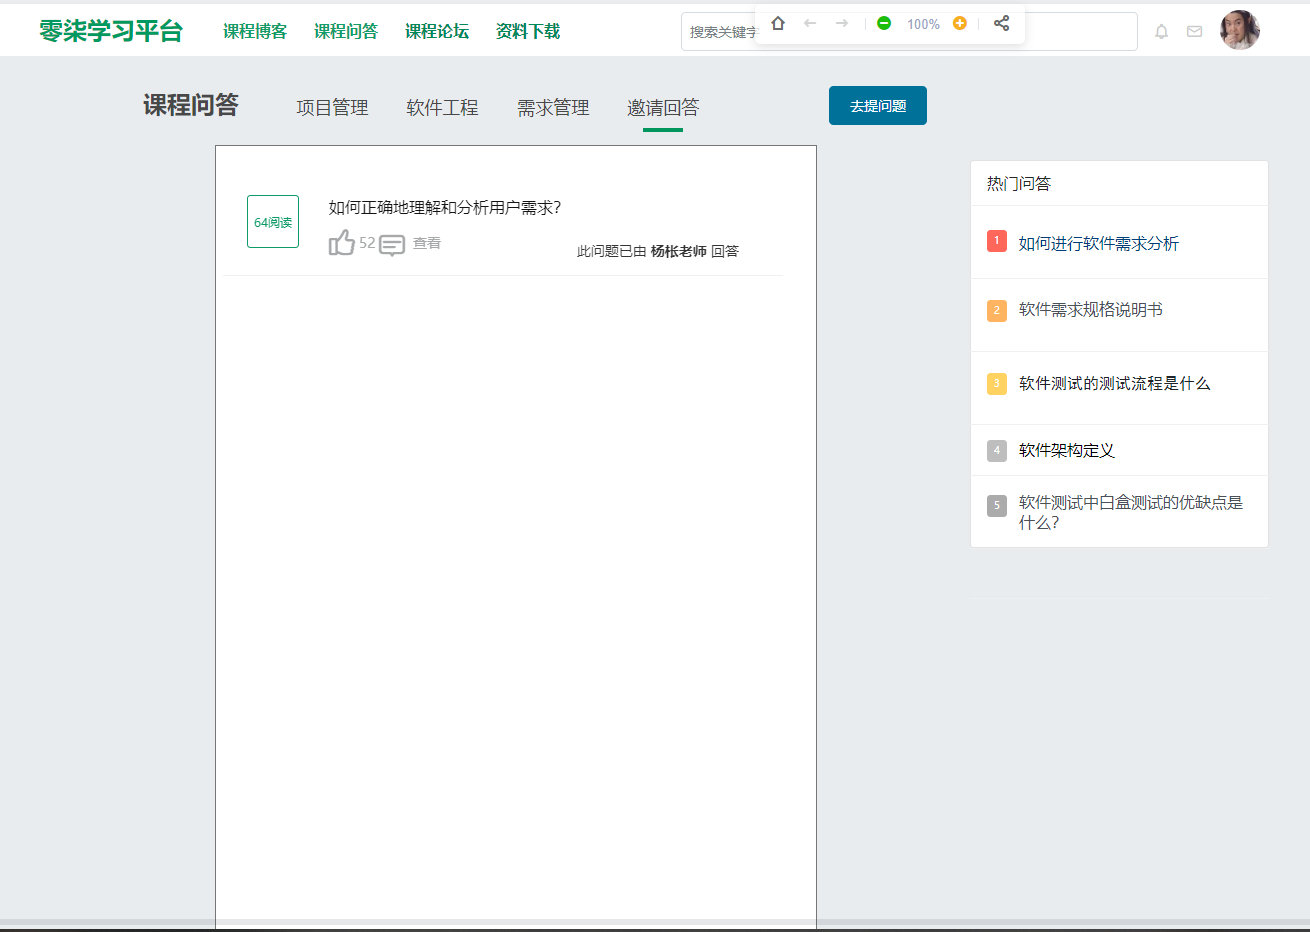 零柒学习平台
课程博客
课程问答
课程论坛
资料下载
搜索关键字
100%
课程问答
项目管理
软件工程
需求管理
邀请回答
去提问题
64阅读
如何正确地理解和分析用户需求?
52
查看
此问题已由 杨枨老师 回答
热门问答
1
如何进行软件需求分析
2
软件需求规格说明书
3
软件测试的测试流程是什么
4
软件架构定义
5
软件测试中白盒测试的优缺点是
什么?